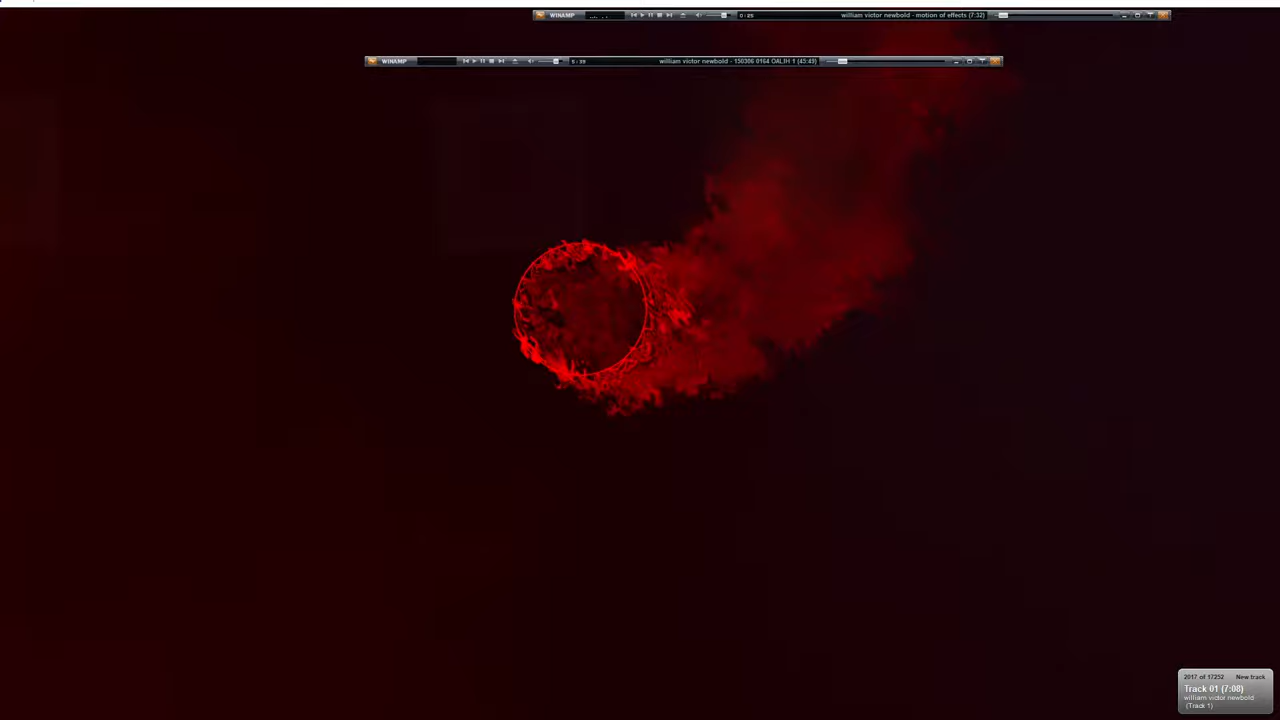 WINAMP
0:25
william victor newbold - motion of effects (7:32)
WINAMP
william victor newbold - 150306 0164 OALIH 1 (45:43)
2017 of 17252 New track
Track 01 (7:08)
william victor newbold
(Track 1)